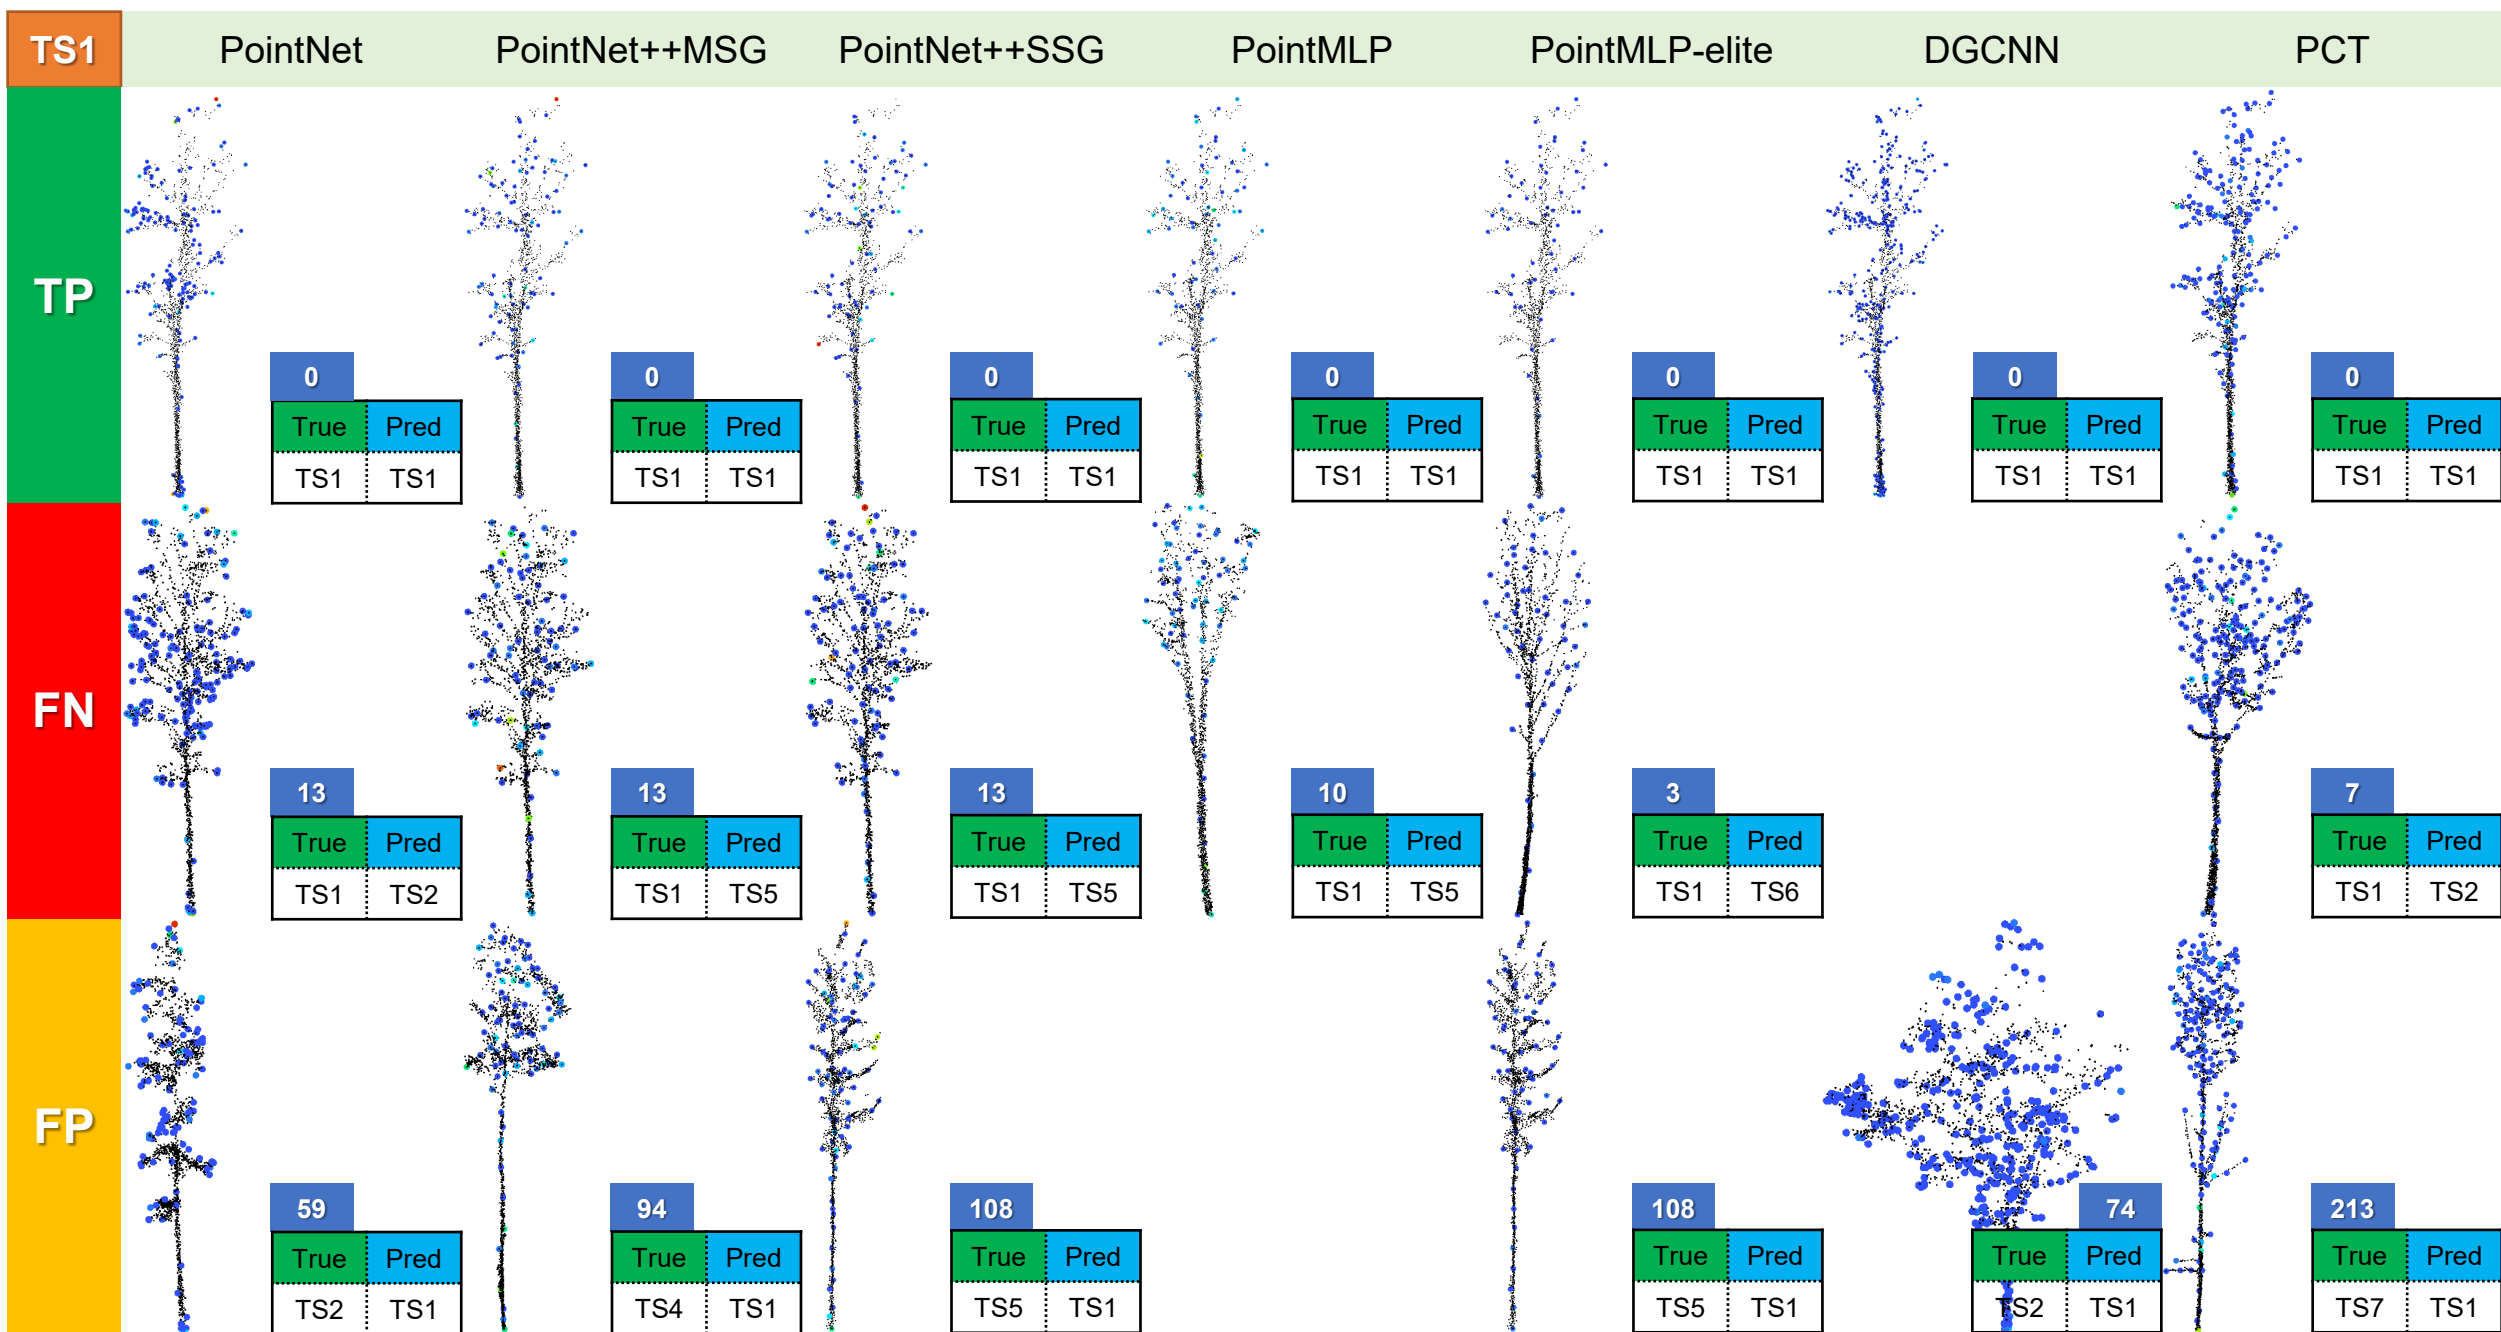 TS1 PointNet PointNet++MSG PointNet++SSG PointMLP PointMLP-elite DGCNN PCT
TP
0 0 0 0 0 0 0
True Pred True Pred True Pred True Pred True Pred True Pred True Pred
TS1 TS1 TS1 TS1 TS1 TS1 TS1 TS1 TS1 TS1 TS1 TS1 TS1 TS1
FN
13 13 13 10 3 7
True Pred True Pred True Pred True Pred True Pred True Pred
TS1 TS2 TS1 TS5 TS1 TS5 TS1 TS5 TS1 TS6 TS1 TS2
FP
59 94 108 108 74 213
True Pred True Pred True Pred True Pred True Pred True Pred
TS2 TS1 TS4 TS1 TS5 TS1 TS5 TS1 TS2 TS1 TS7 TS1